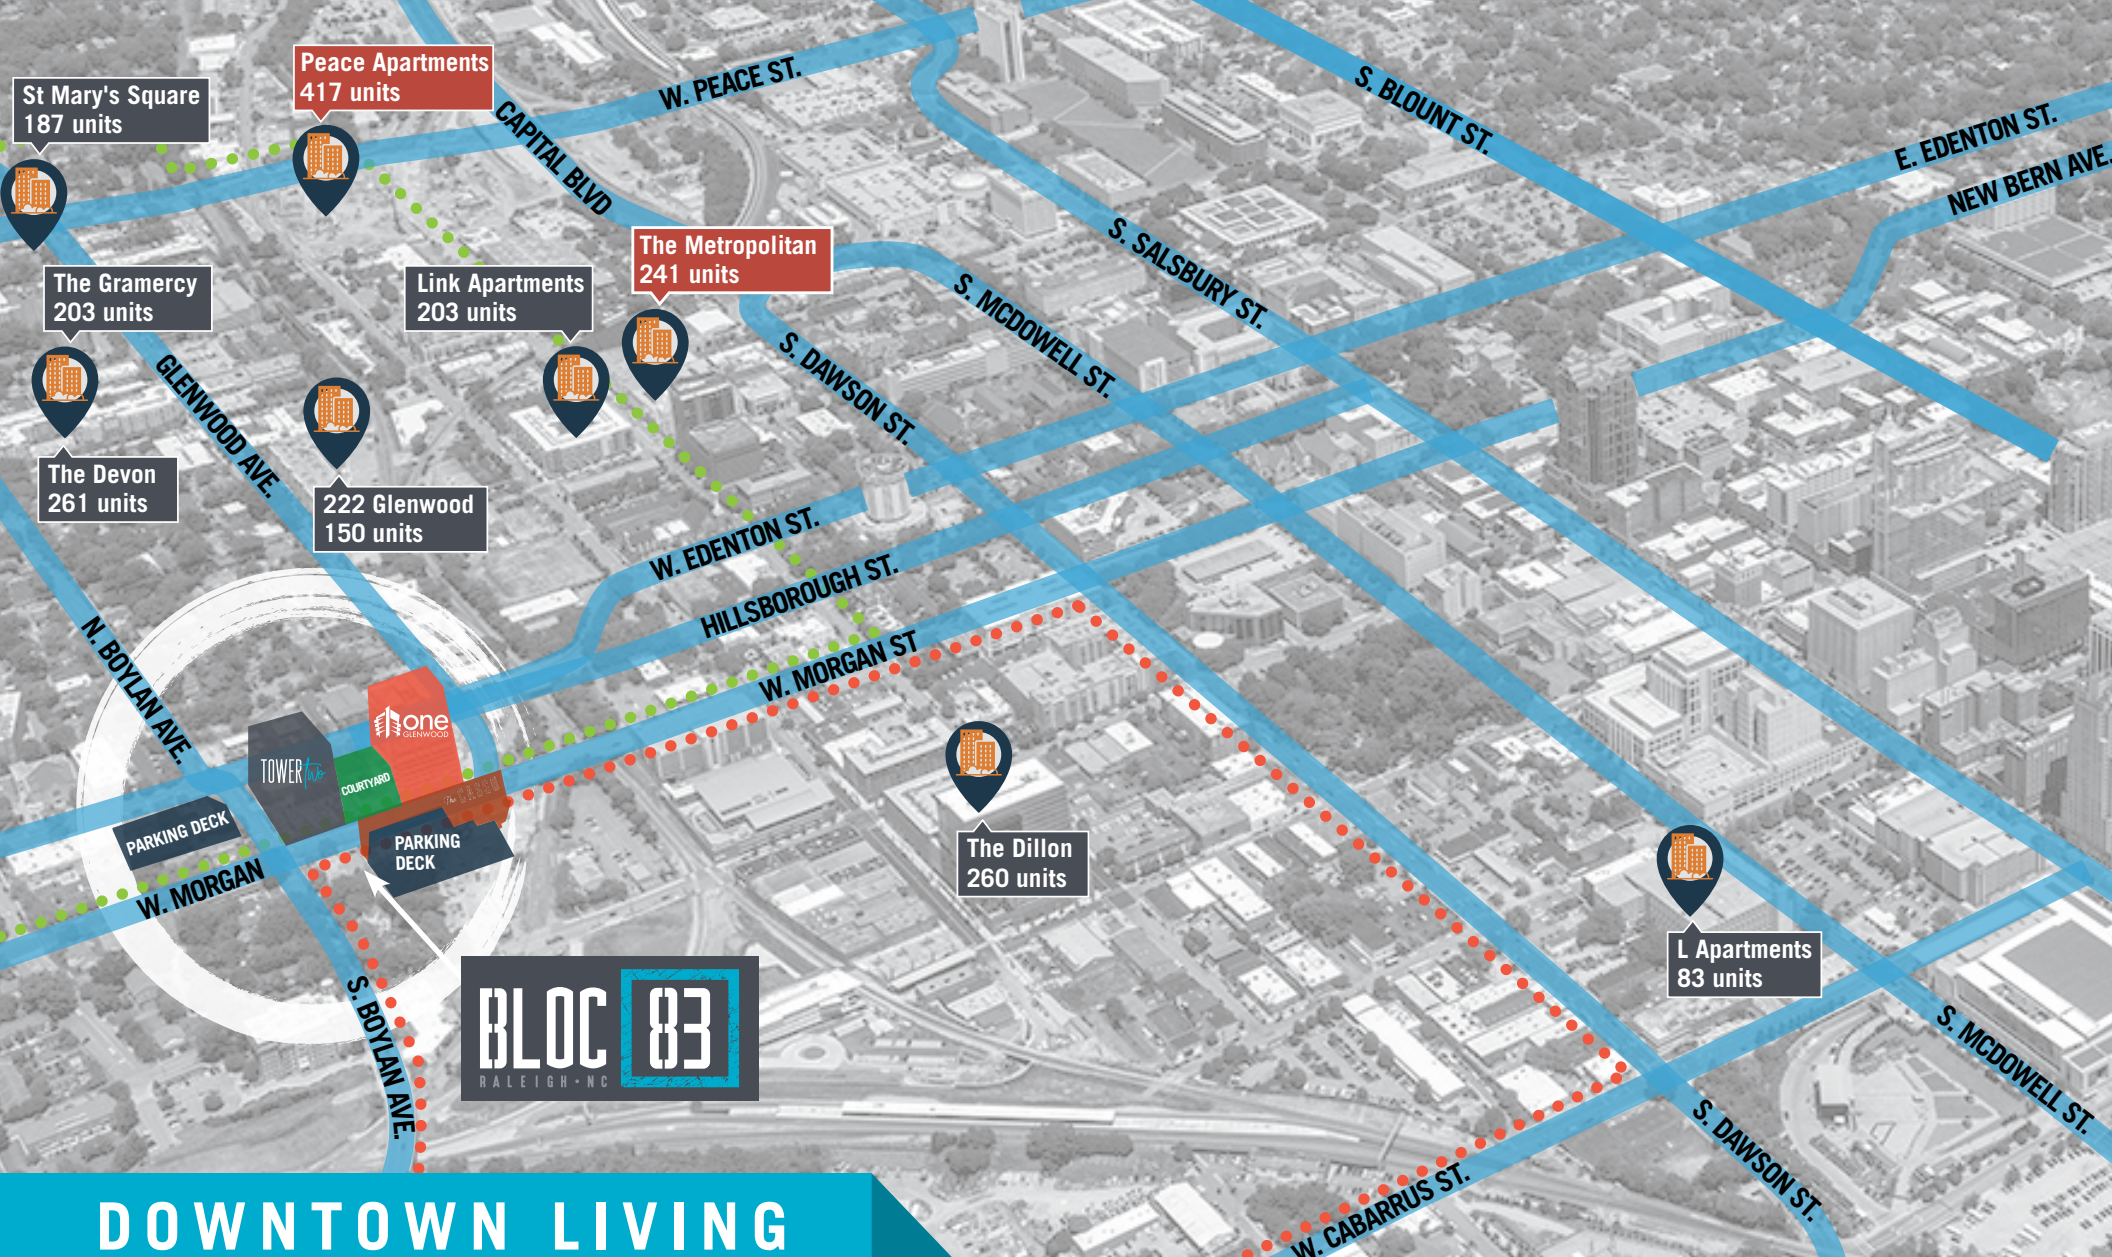 Peace Apartments
417 units
St Mary's Square
187 units
W. PEACE ST.
CAPITAL BLVD
S. BLOUNT ST.
E. EDENTON ST.
NEW BERN AVE.
The Metropolitan
241 units
S. SALSBURY ST.
The Gramercy
203 units
Link Apartments
203 units
S. MCDOWELL ST.
S. DAWSON ST.
GLENWOOD AVE.
The Devon
261 units
222 Glenwood
150 units
W. EDENTON ST.
HILLSBOROUGH ST.
W. MORGAN ST
N. BOYLAN AVE.
one
GLENWOOD
TOWER two
COURTYARD
PARKING DECK
PARKING
DECK
W. MORGAN
The Dillon
260 units
L Apartments
83 units
S. BOYLAN AVE.
BLOC 83
RALEIGH • NC
S. MCDOWELL ST.
S. DAWSON ST.
W. CABARRUS ST.
DOWNTOWN LIVING